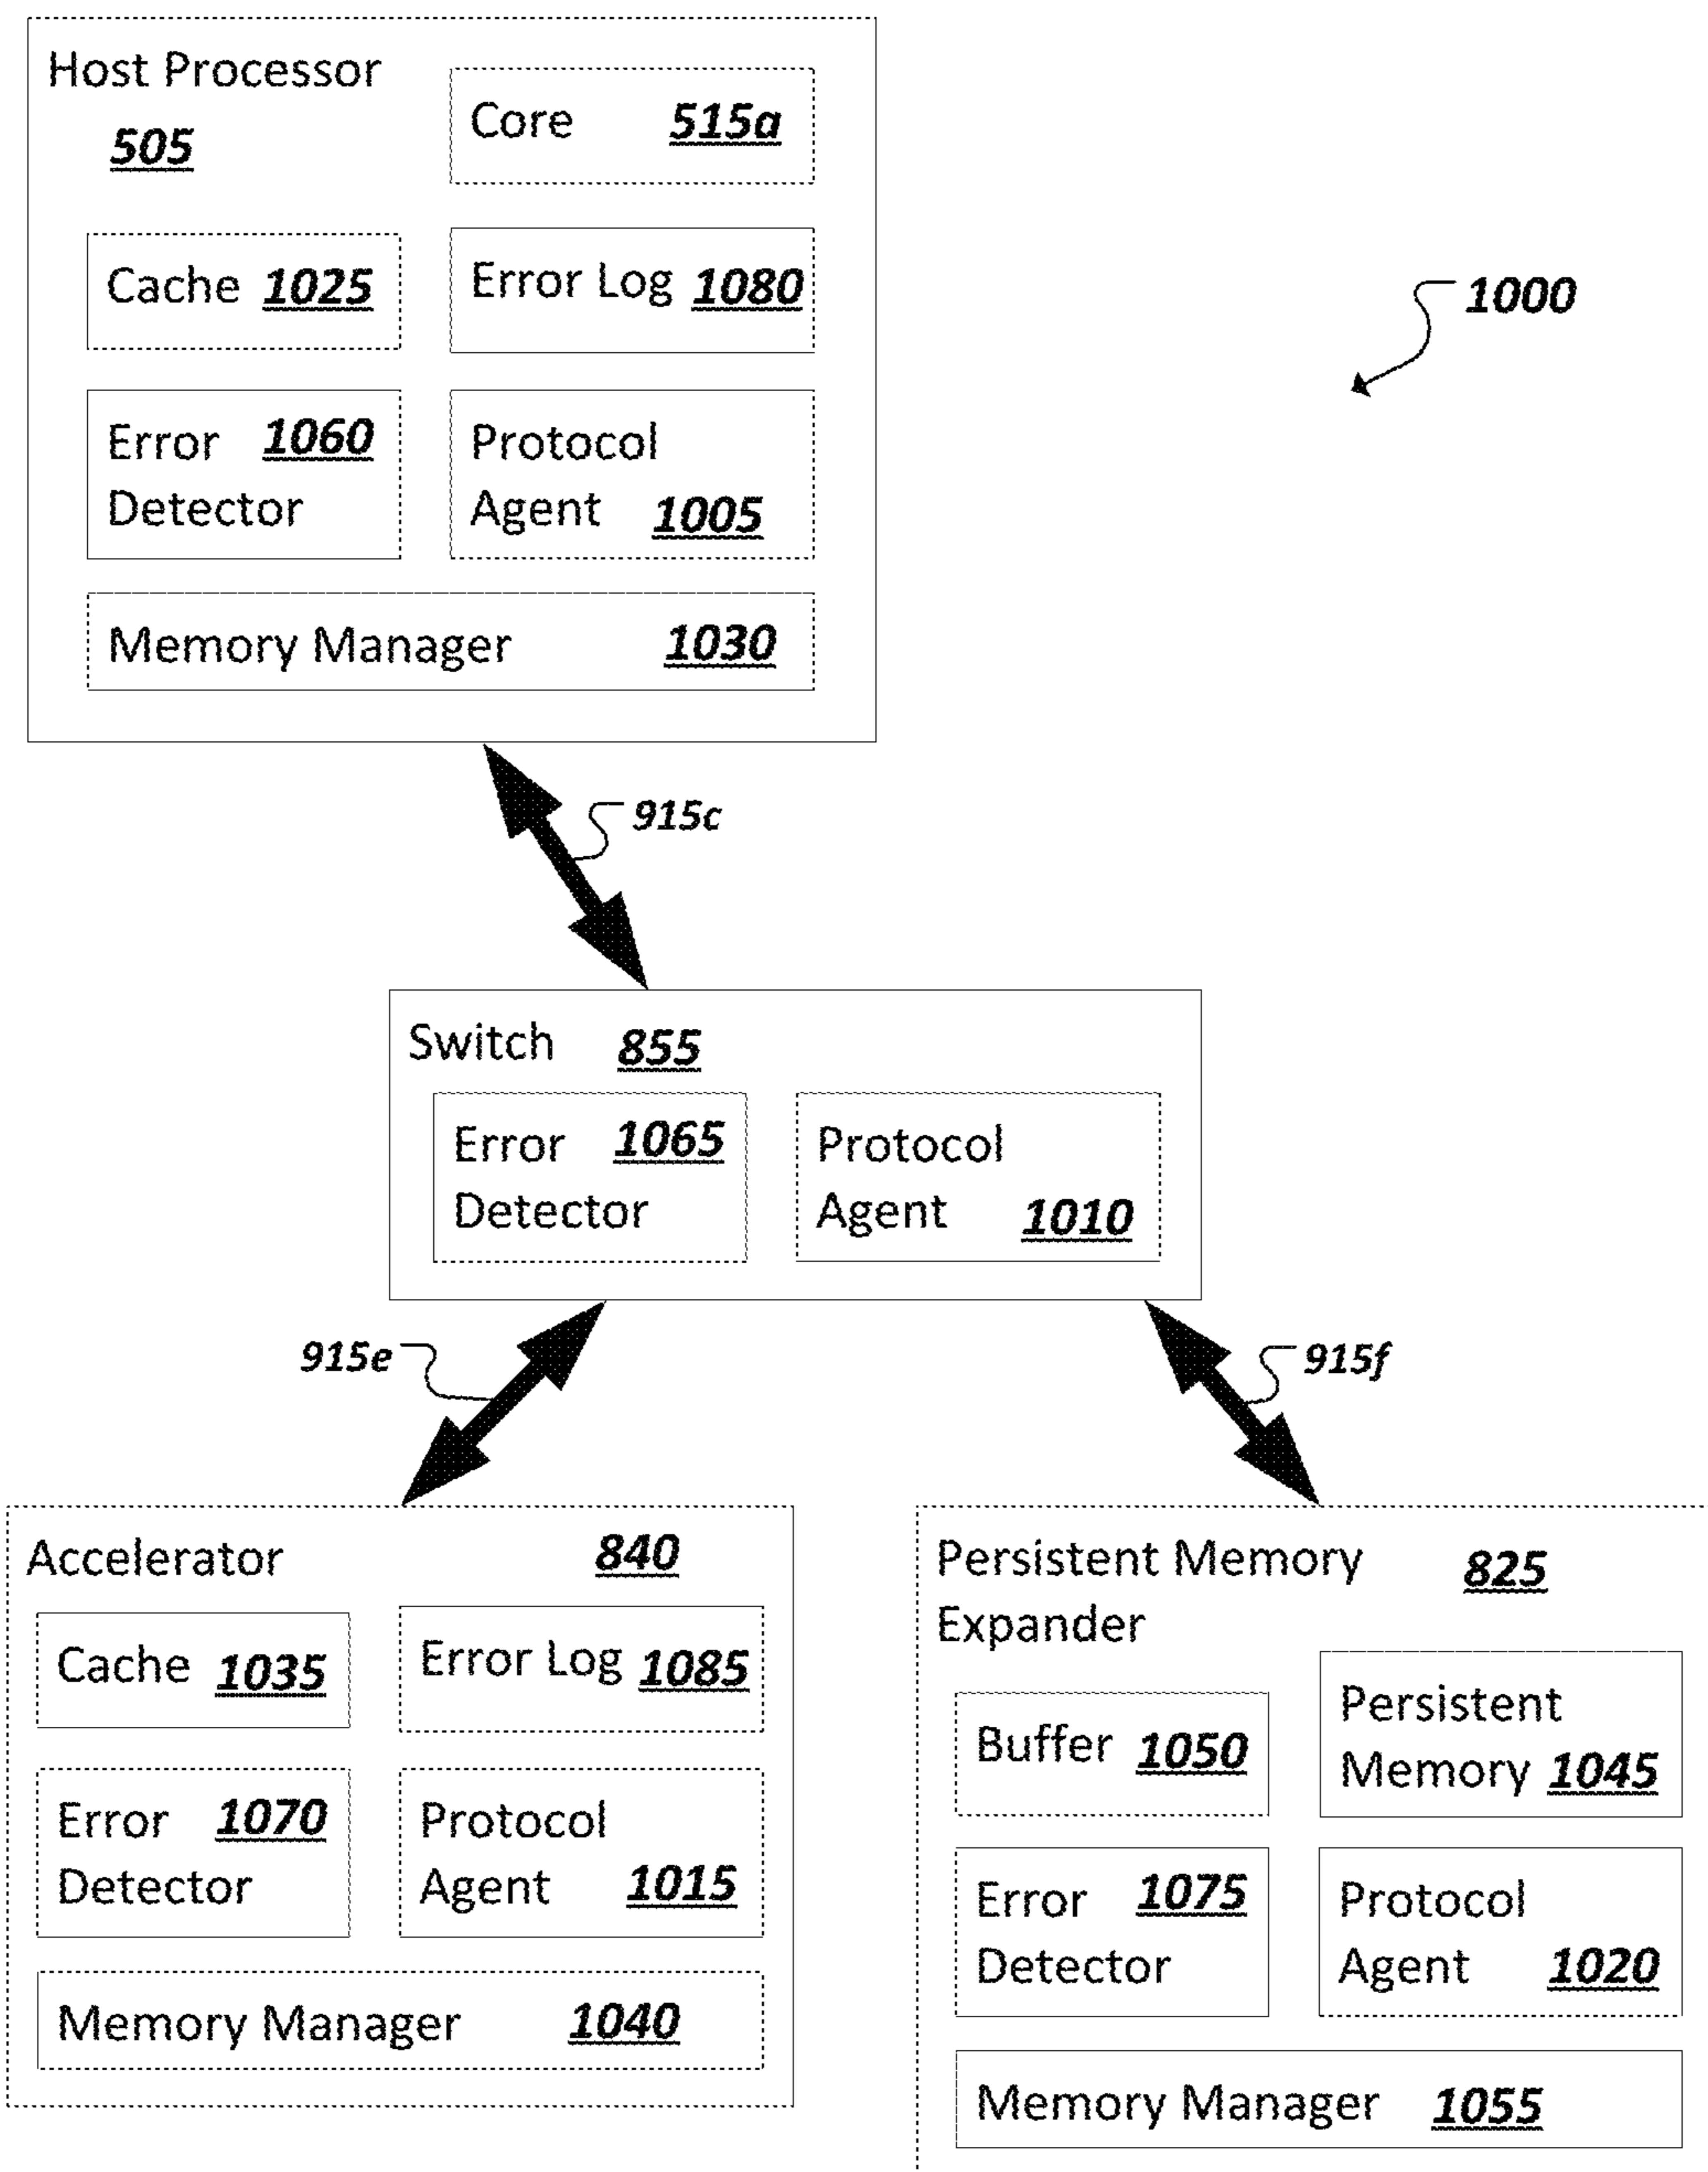 Host Processor
505
Core 515a
Cache 1025
Error Log 1080
1000
Error 1060
Detector
Protocol
Agent 1005
Memory Manager 1030
915c
Switch 855
Error 1065
Detector
Protocol
Agent 1010
915e
915f
Accelerator 840
Cache 1035
Error Log 1085
Error 1070
Detector
Protocol
Agent 1015
Memory Manager 1040
Persistent Memory 825
Expander
Buffer 1050
Persistent
Memory 1045
Error 1075
Detector
Protocol
Agent 1020
Memory Manager 1055